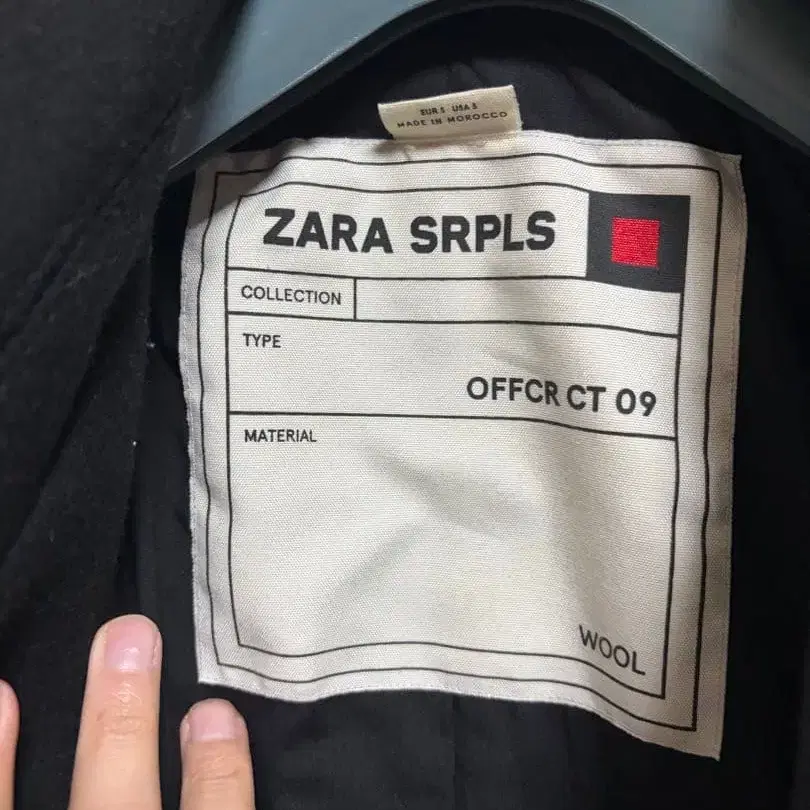 EUR S USA S
MADE IN MOROCCO
ZARA SRPLS
COLLECTION
TYPE
OFFCR CT 09
MATERIAL
WOOL